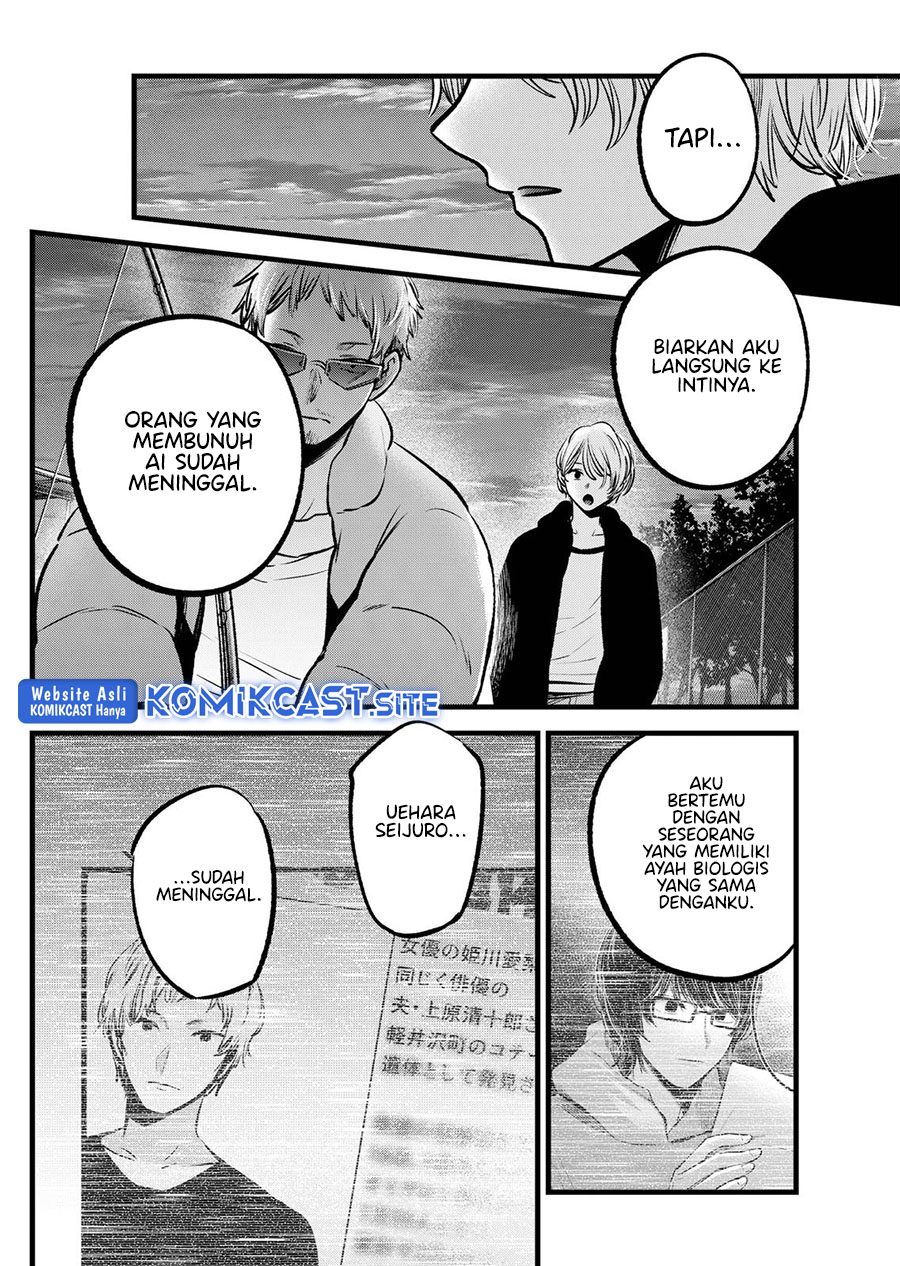 TAPI...
BIARKAN AKU
LANGSUNG KE
INTINYA.
ORANG YANG
MEMBUNUH
AI SUDAH
MENINGGAL.
Website Asli
KOMIKCAST Hanya
KOMIKCAST.SITE
AKU
BERTEMU
DENGAN
SESEORANG
YANG MEMILIKI
AYAH BIOLOGIS
YANG SAMA
DENGANKU.
UEHARA
SEIJURO...
...SUDAH
MENINGGAL.
女優の姫川愛梨
同じく俳優の
夫・上原清十郎さ
軽井沢町のコテ
遺体として発見さ